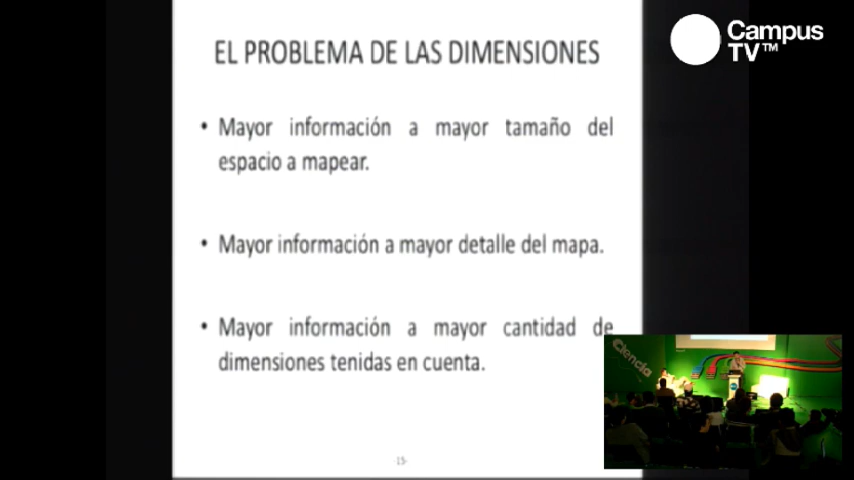 Campus
TV™
EL PROBLEMA DE LAS DIMENSIONES
• Mayor información a mayor tamaño del
espacio a mapear.
• Mayor información a mayor detalle del mapa.
• Mayor información a mayor cantidad de
dimensiones tenidas en cuenta.
Ciencia
-15-